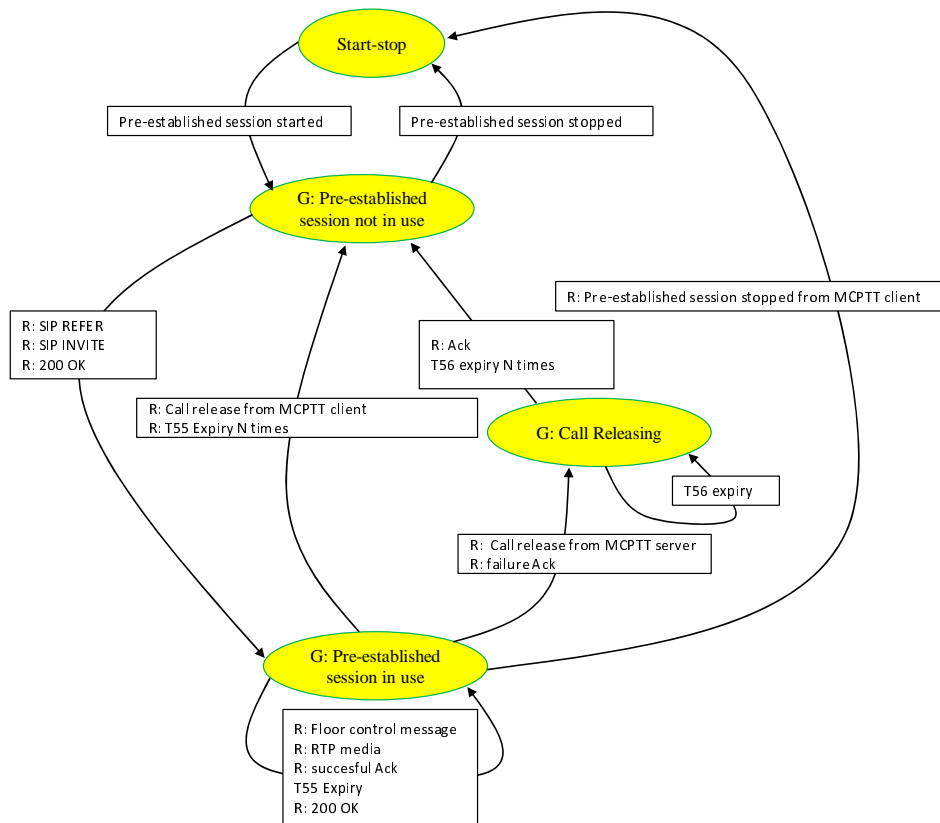 Start-stop
Pre-established session started
Pre-established session stopped
G: Pre-established
session not in use
R: Pre-established session stopped from MCPTT client
R: SIP REFER
R: SIP INVITE
R: 200 OK
R: Ack
T56 expiry N times
R: Call release from MCPTT client
R: T55 Expiry N times
G: Call Releasing
T56 expiry
R: Call release from MCPTT server
R: failure Ack
G: Pre-established
session in use
R: Floor control message
R: RTP media
R: succesful Ack
T55 Expiry
R: 200 OK